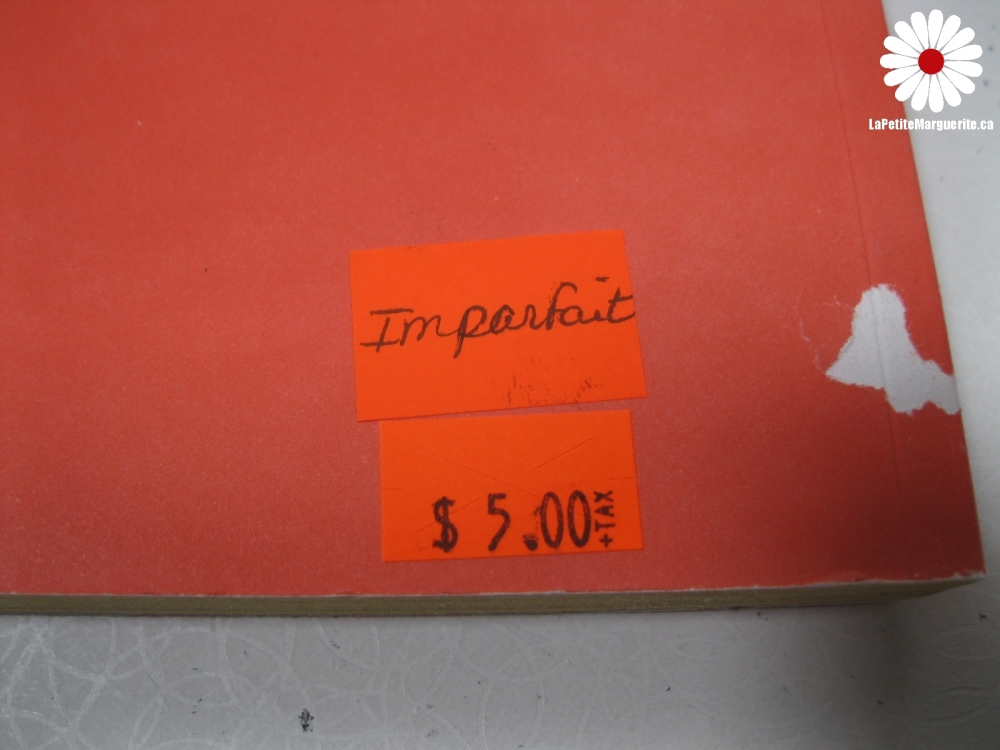 LaPetiteMarguerite.ca
Imparfait
$ 5.00 +TAX